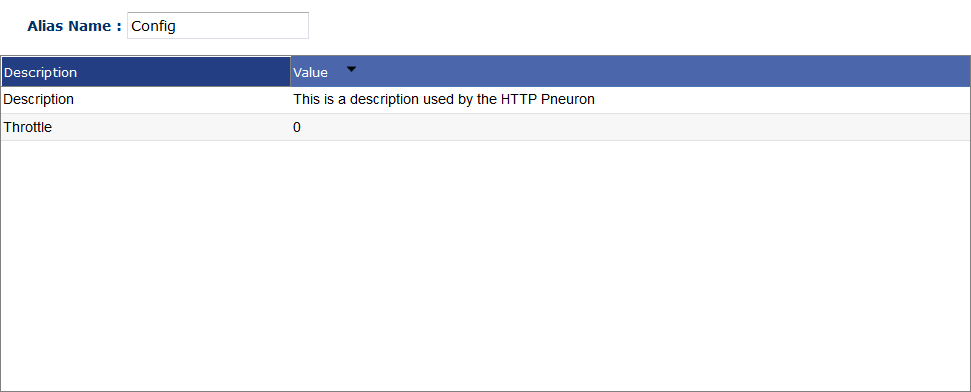 Alias Name : Config
Description Value
Description This is a description used by the HTTP Pneuron
Throttle 0